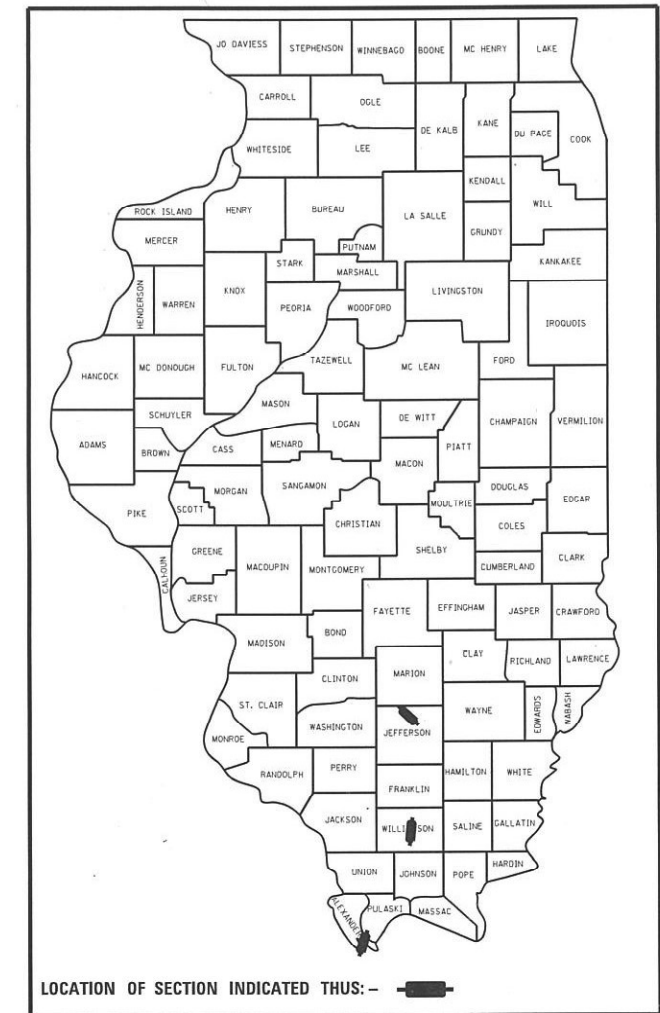 JO DAVIESS STEPHENSON WINNEBAGO BOONE MC HENRY LAKE
CARROLL OGLE DE KALB KANE DU PAGE COOK
WHITESIDE LEE
KENDALL WILL
ROCK ISLAND HENRY BUREAU LA SALLE GRUNDY
MERCER PUTNAM
STARK MARSHALL KANKAKEE
HENDERSON WARREN KNOX PEORIA WOODFORD LIVINGSTON IROQUOIS
HANCOCK MC DONOUGH FULTON TAZEWELL MC LEAN FORD
MASON
SCHUYLER LOGAN DE WITT CHAMPAIGN VERMILION
ADAMS BROWN CASS MENARD PIATT
MACON
PIKE SCOTT MORGAN SANGAMON MOULTRIE DOUGLAS EDGAR
CHRISTIAN COLES
CALHOUN GREENE MACOUPIN MONTGOMERY SHELBY CUMBERLAND CLARK
JERSEY FAYETTE EFFINGHAM JASPER CRAWFORD
MADISON BOND
CLAY RICHLAND LAWRENCE
CLINTON MARION
ST. CLAIR WAYNE EDWARDS WABASH
MONROE WASHINGTON JEFFERSON
RANDOLPH PERRY HAMILTON WHITE
FRANKLIN
JACKSON WILLI SON SALINE GALLATIN
UNION JOHNSON POPE HARDIN
ALEXANDER PULASKI MASSAC
LOCATION OF SECTION INDICATED THUS: –